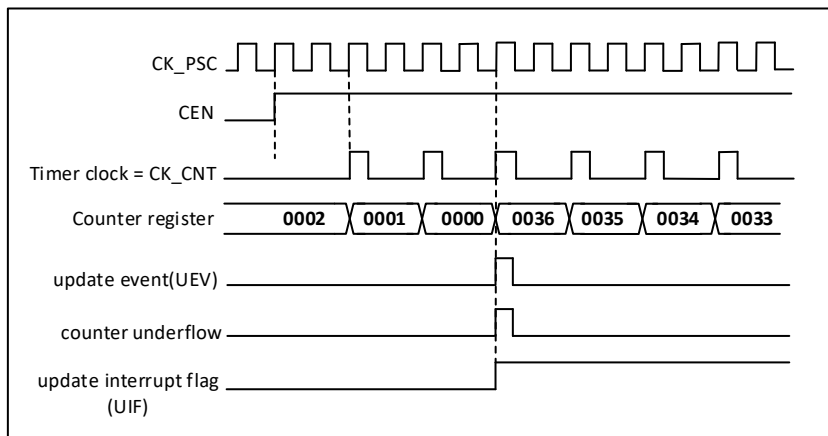 CK_PSC
CEN
Timer clock = CK_CNT
Counter register 0002 0001 0000 0036 0035 0034 0033
update event(UEV)
counter underflow
update interrupt flag
(UIF)